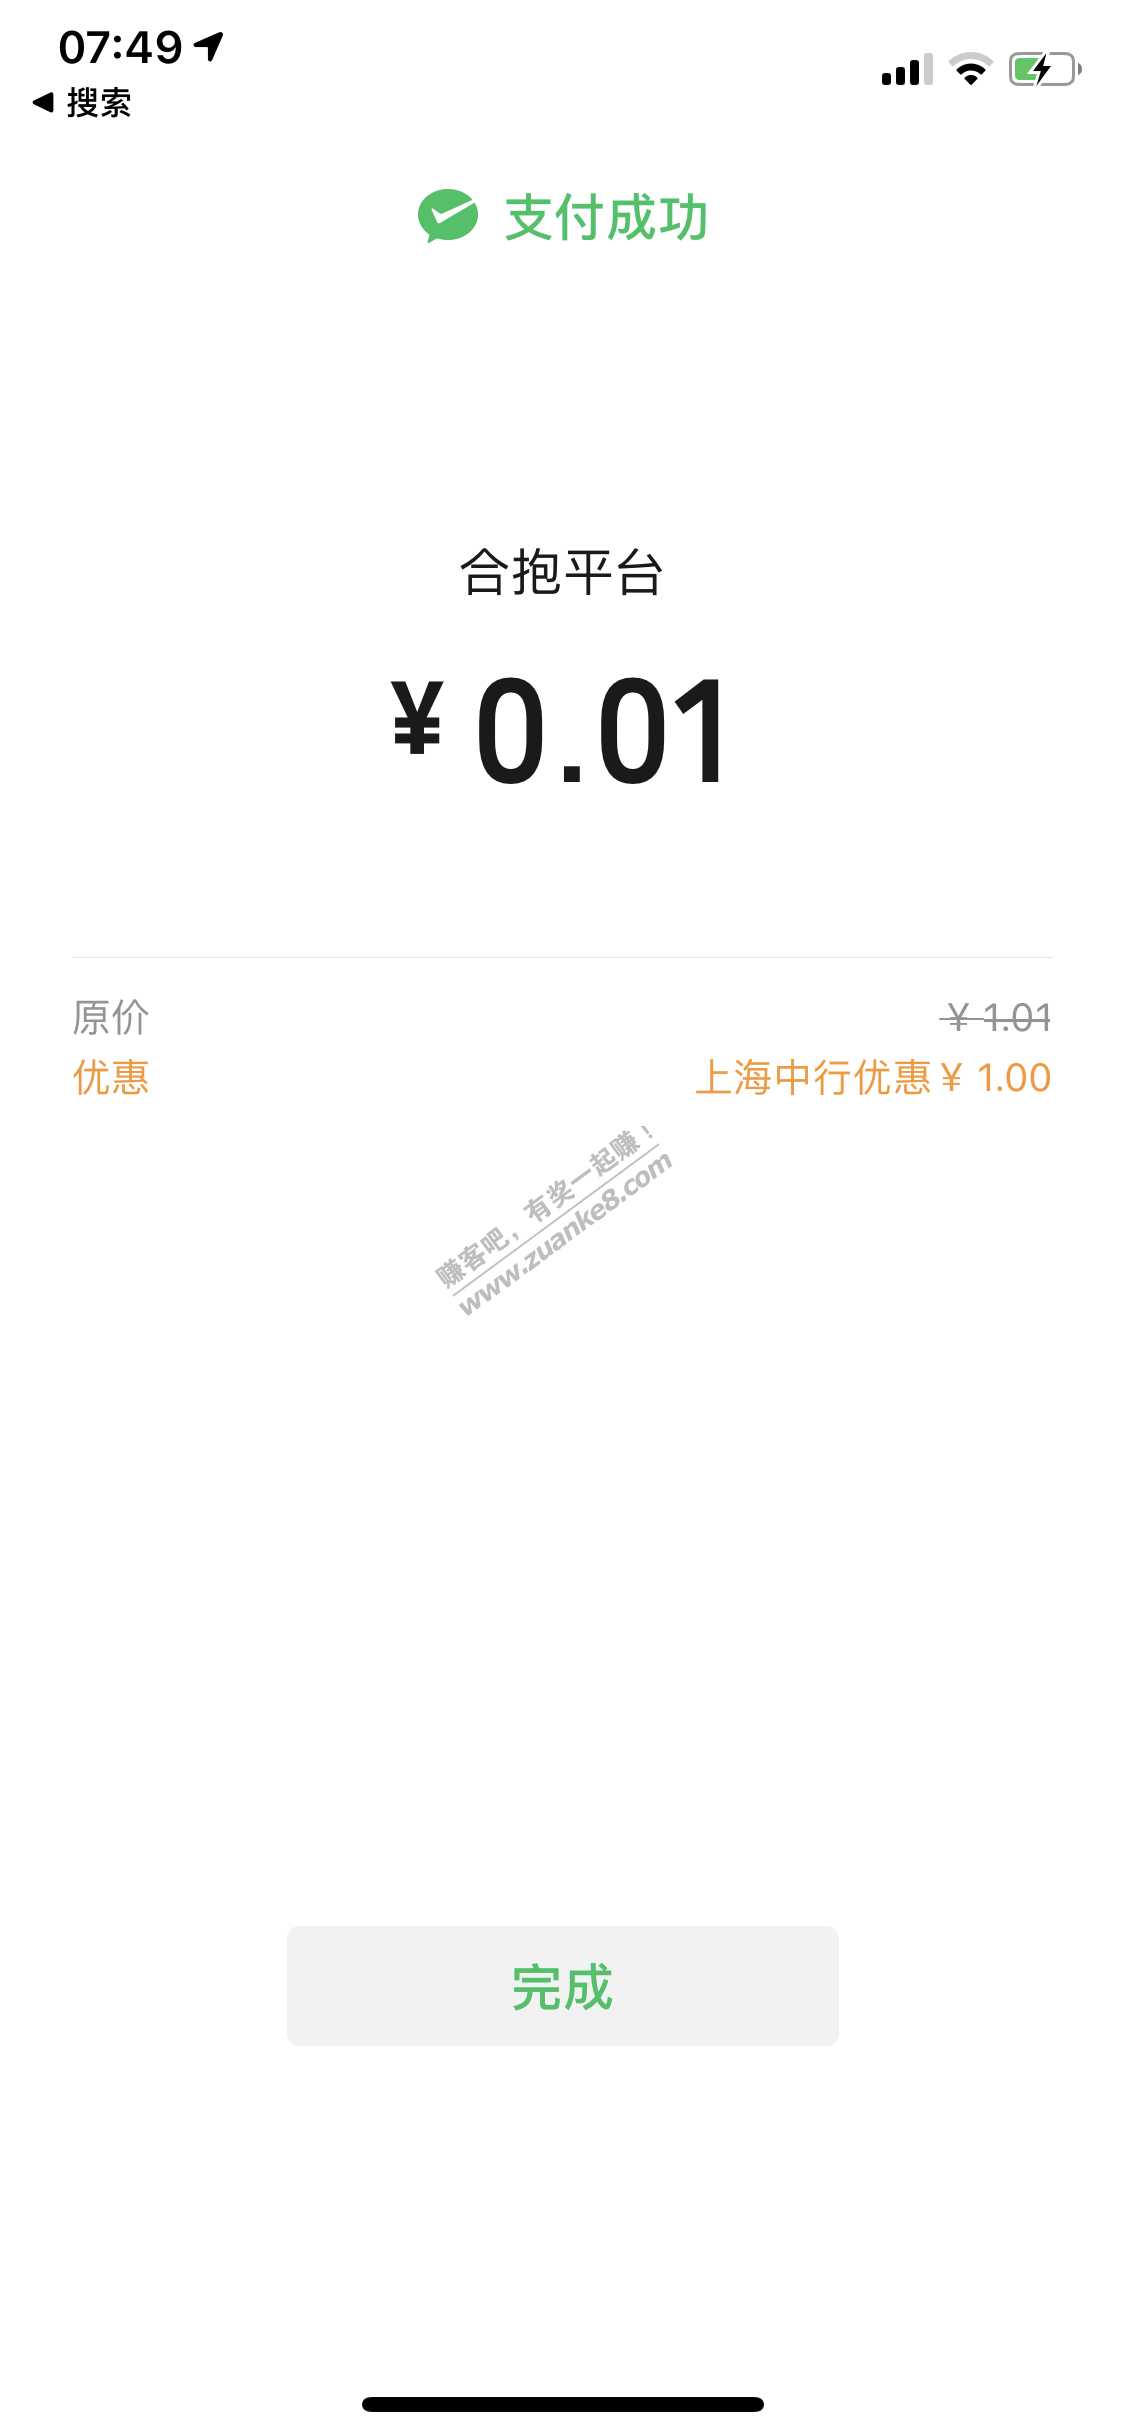 07:49
搜索
支付成功
合抱平台
¥ 0.01
原价 ¥ 1.01
优惠 上海中行优惠 ¥ 1.00
赚客吧，有奖一起赚！
www.zuanke8.com
完成